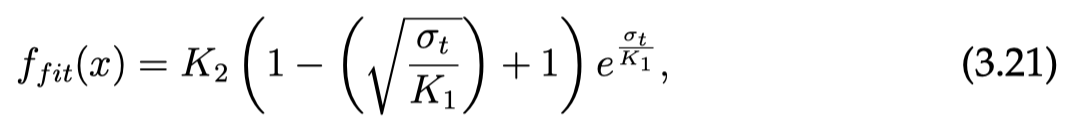 f_{fit}(x) = K_2 \left( 1 - \left( \sqrt{\frac{\sigma_t}{K_1}} \right) + 1 \right) e^{\frac{\sigma_t}{K_1}}, (3.21)